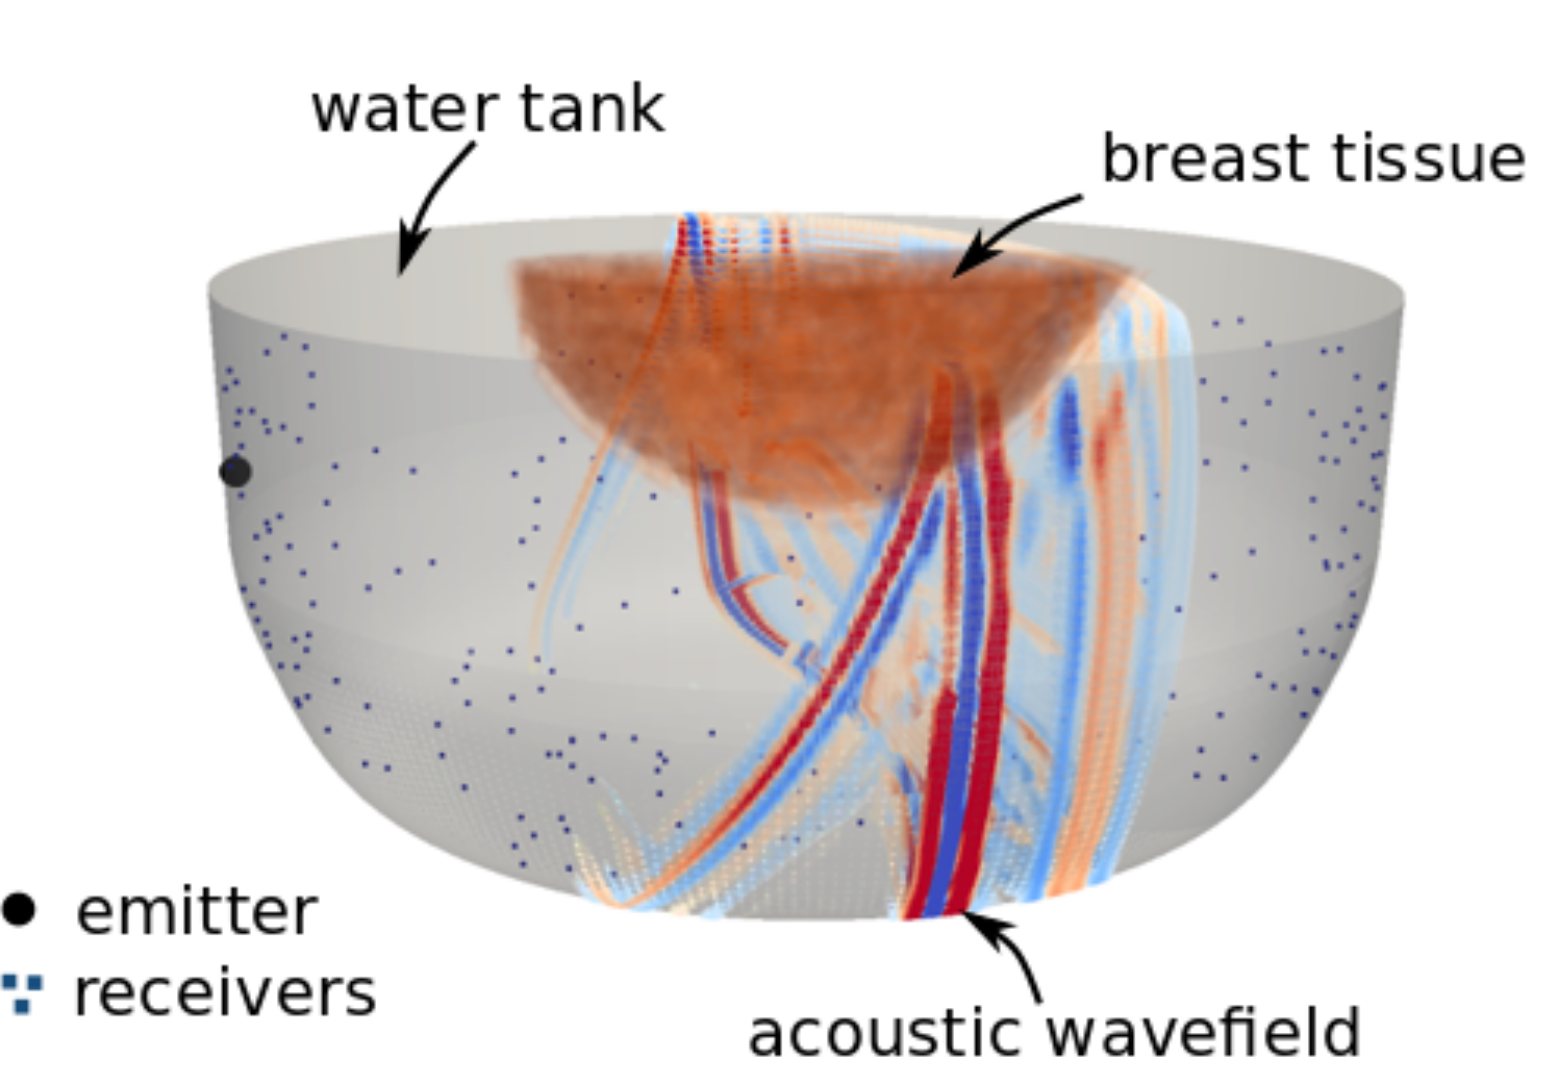 water tank
breast tissue
emitter
receivers
acoustic wavefield